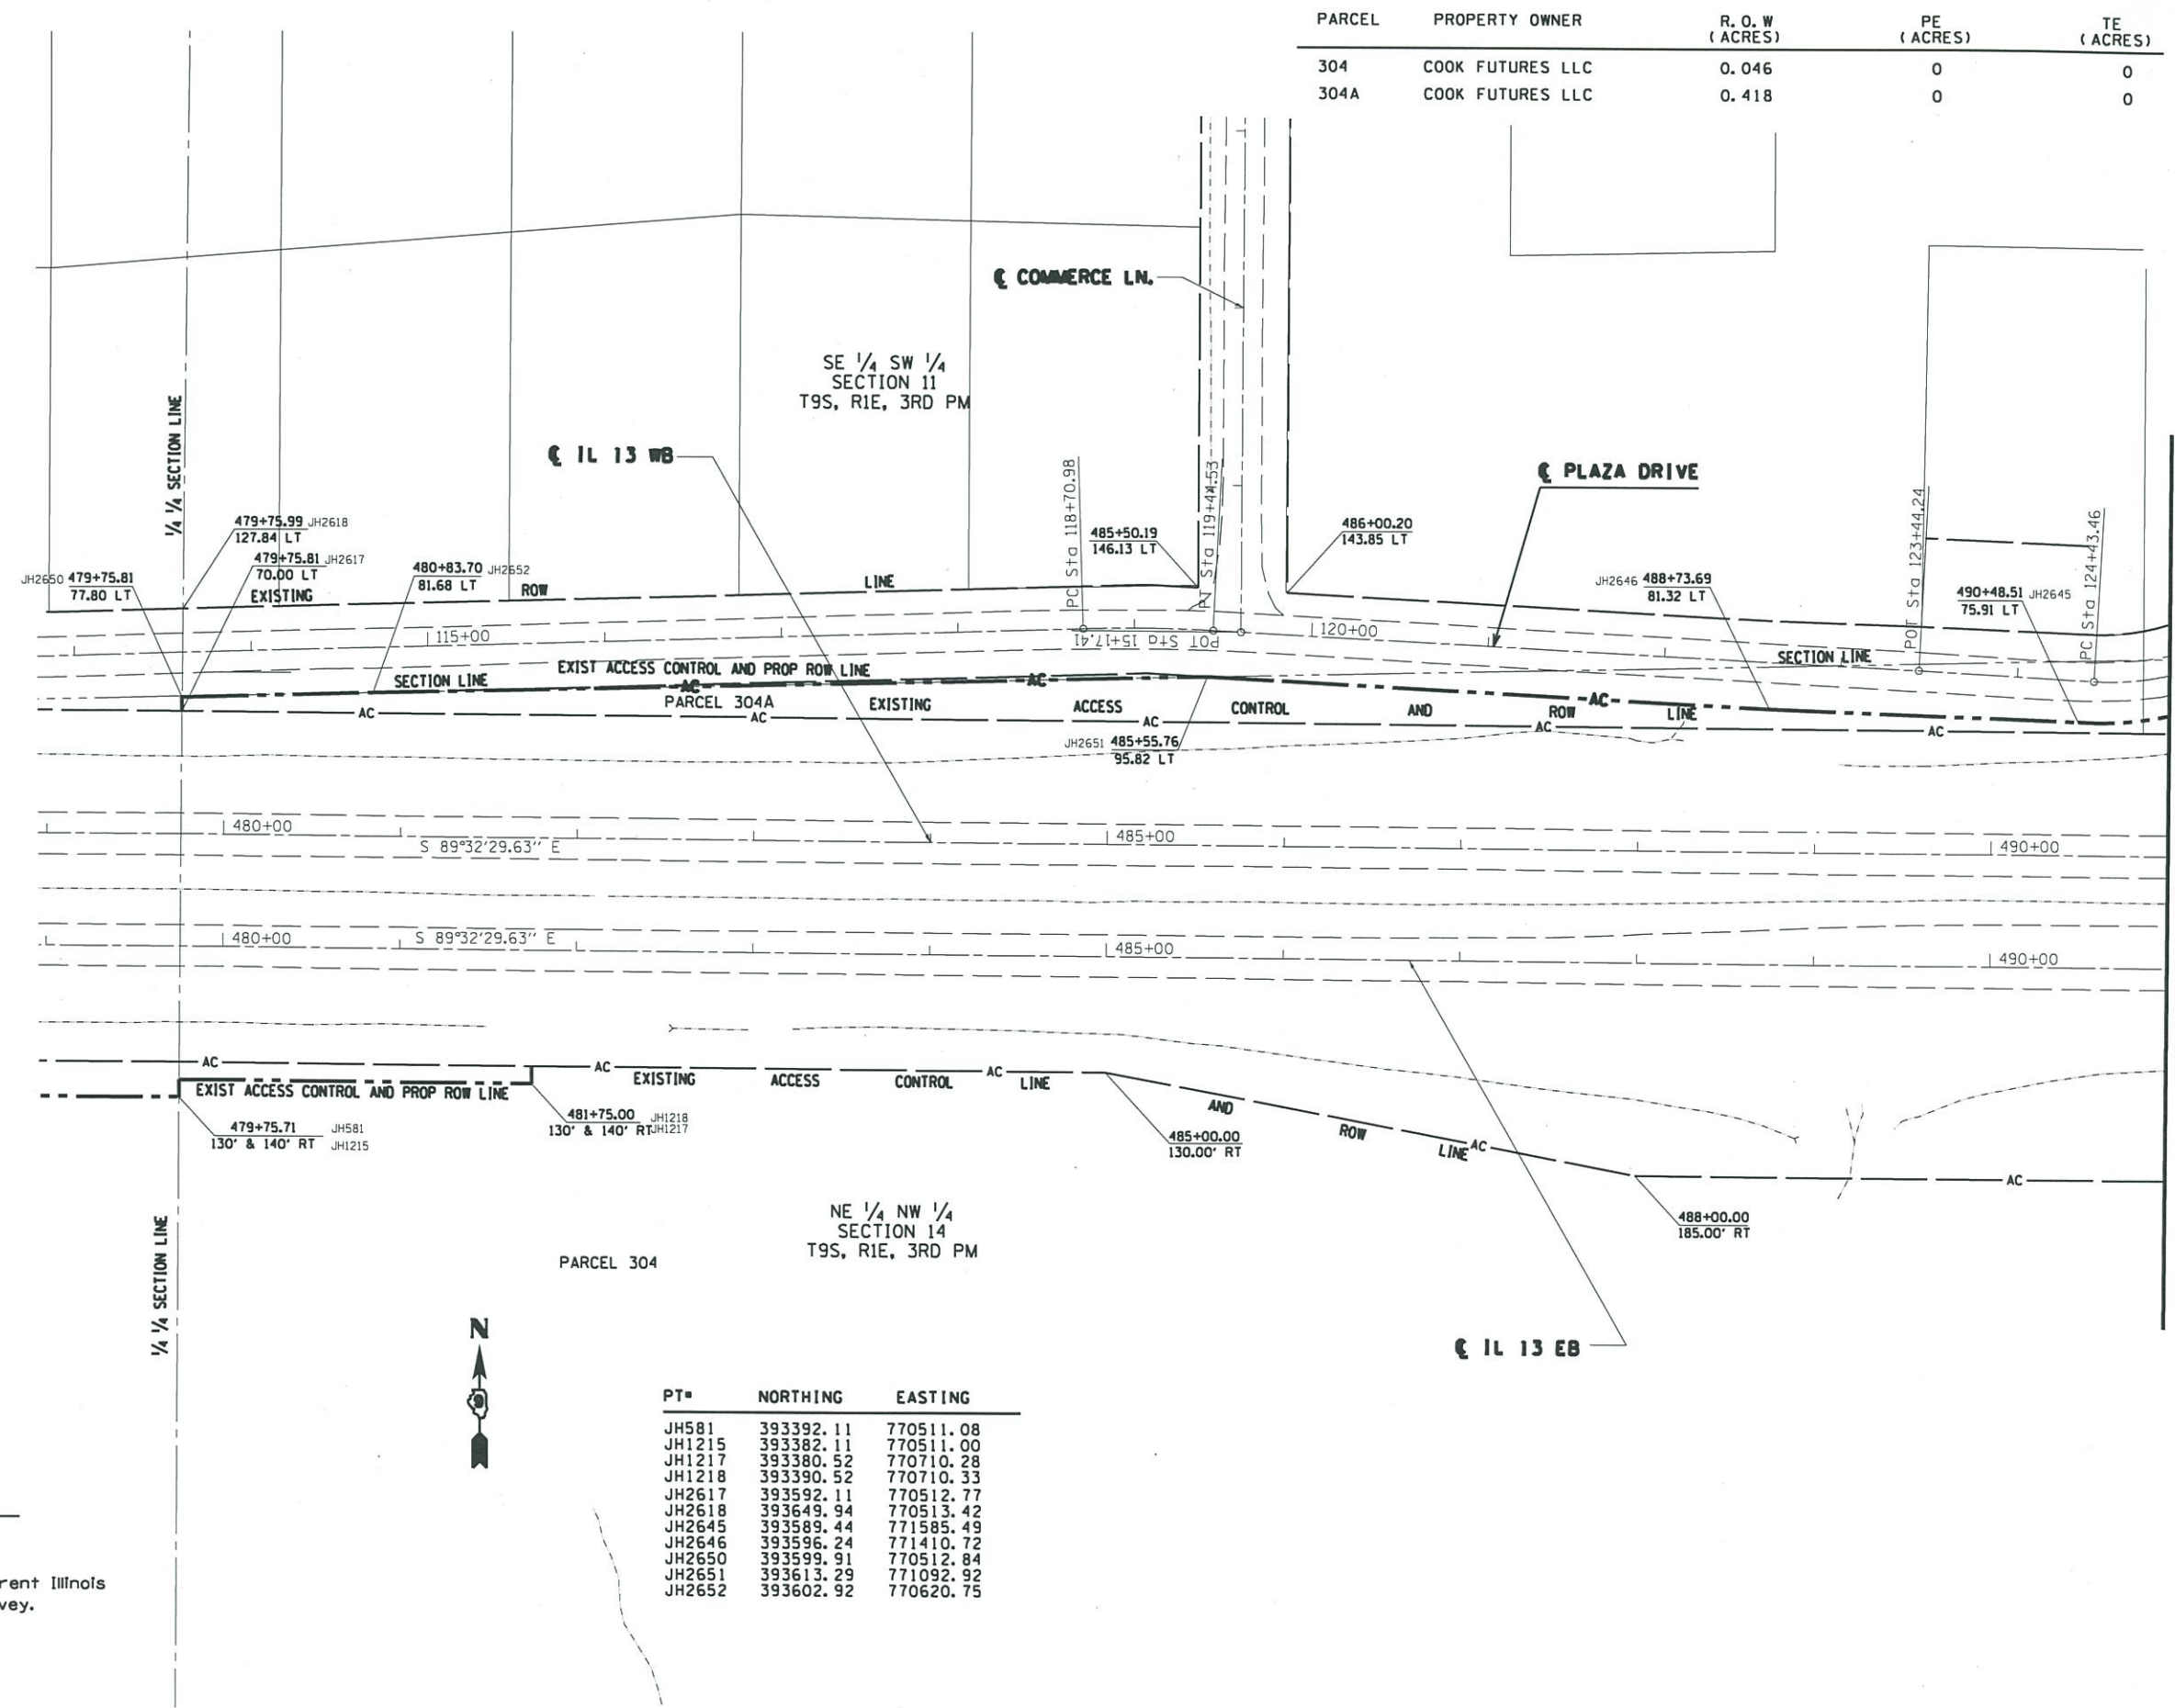 PARCEL PROPERTY OWNER R.O.W (ACRES) PE (ACRES) TE (ACRES)
304 COOK FUTURES LLC 0.046 0 0
304A COOK FUTURES LLC 0.418 0 0
℄ COMMERCE LN.
SE 1/4 SW 1/4
SECTION 11
T9S, R1E, 3RD PM
1/4 1/4 SECTION LINE
℄ IL 13 WB
℄ PLAZA DRIVE
PC Sta 118+70.98
PT Sta 119+44.53
POT Sta 123+44.24
PC Sta 124+43.46
479+75.99 JH2618
127.84 LT
479+75.81 JH2617
70.00 LT
JH2650 479+75.81
77.80 LT
480+83.70 JH2652
81.68 LT
485+50.19
146.13 LT
486+00.20
143.85 LT
JH2646 488+73.69
81.32 LT
490+48.51 JH2645
75.91 LT
EXISTING ROW LINE
115+00
POT Sta 15+17.41
120+00
SECTION LINE
EXIST ACCESS CONTROL AND PROP ROW LINE
SECTION LINE
AC AC AC
PARCEL 304A
EXISTING ACCESS CONTROL AND ROW LINE
AC AC AC AC AC
JH2651 485+55.76
95.82 LT
480+00 485+00 490+00
S 89°32'29.63" E
480+00 S 89°32'29.63" E 485+00 490+00
AC AC AC
EXIST ACCESS CONTROL AND PROP ROW LINE
EXISTING ACCESS CONTROL LINE
AND ROW LINE
AC AC
479+75.71 JH581
130' & 140' RT JH1215
481+75.00 JH1218
130' & 140' RT JH1217
485+00.00
130.00' RT
488+00.00
185.00' RT
NE 1/4 NW 1/4
SECTION 14
T9S, R1E, 3RD PM
PARCEL 304
1/4 1/4 SECTION LINE
N
℄ IL 13 EB
PT# NORTHING EASTING
JH581 393392.11 770511.08
JH1215 393382.11 770511.00
JH1217 393380.52 770710.28
JH1218 393390.52 770710.33
JH2617 393592.11 770512.77
JH2618 393649.94 770513.42
JH2645 393589.44 771585.49
JH2646 393596.24 771410.72
JH2650 393599.91 770512.84
JH2651 393613.29 771092.92
JH2652 393602.92 770620.75
rent Illinois
vey.